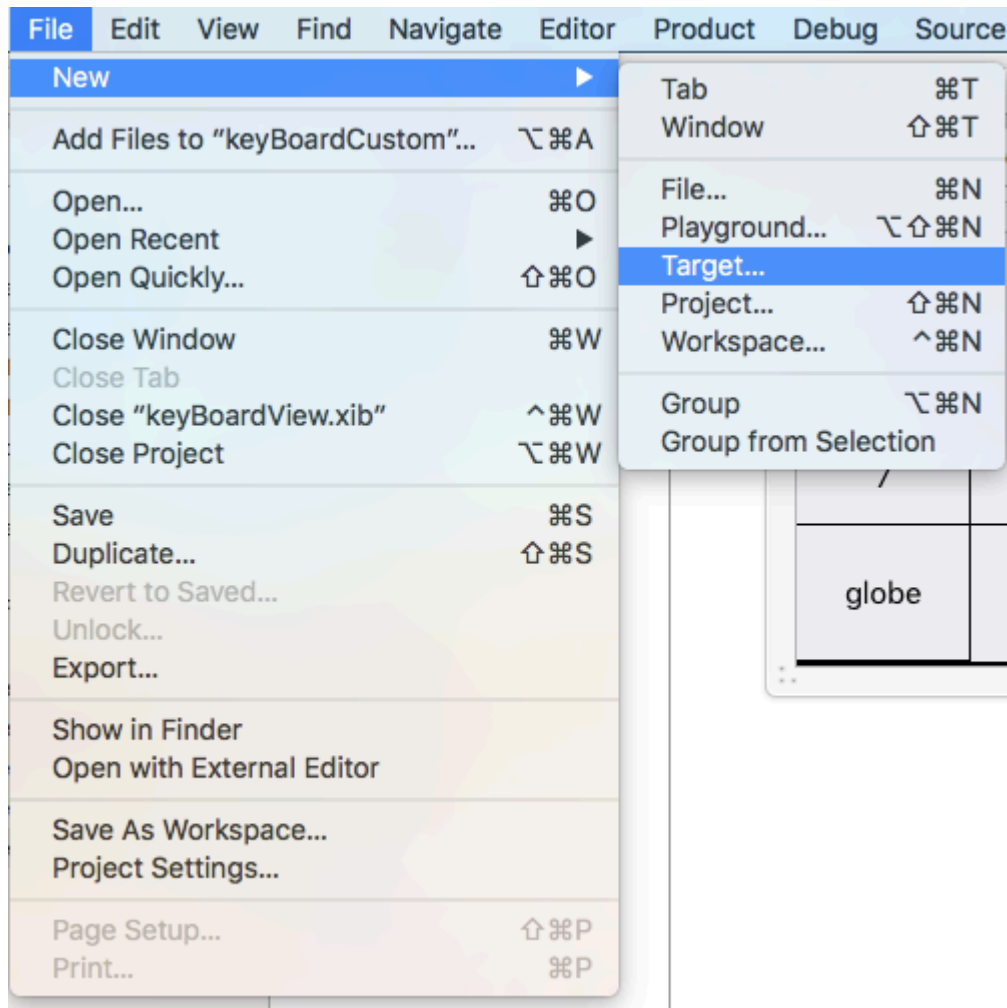 File Edit View Find Navigate Editor Product Debug Source
New
Add Files to “keyBoardCustom”... ⌥⌘A
Open... ⌘O
Open Recent
Open Quickly... ⇧⌘O
Close Window ⌘W
Close Tab
Close “keyBoardView.xib” ^⌘W
Close Project ⌥⌘W
Save ⌘S
Duplicate... ⇧⌘S
Revert to Saved...
Unlock...
Export...
Show in Finder
Open with External Editor
Save As Workspace...
Project Settings...
Page Setup... ⇧⌘P
Print... ⌘P
Tab ⌘T
Window ⇧⌘T
File... ⌘N
Playground... ⌥⇧⌘N
Target...
Project... ⇧⌘N
Workspace... ^⌘N
Group ⌥⌘N
Group from Selection
globe